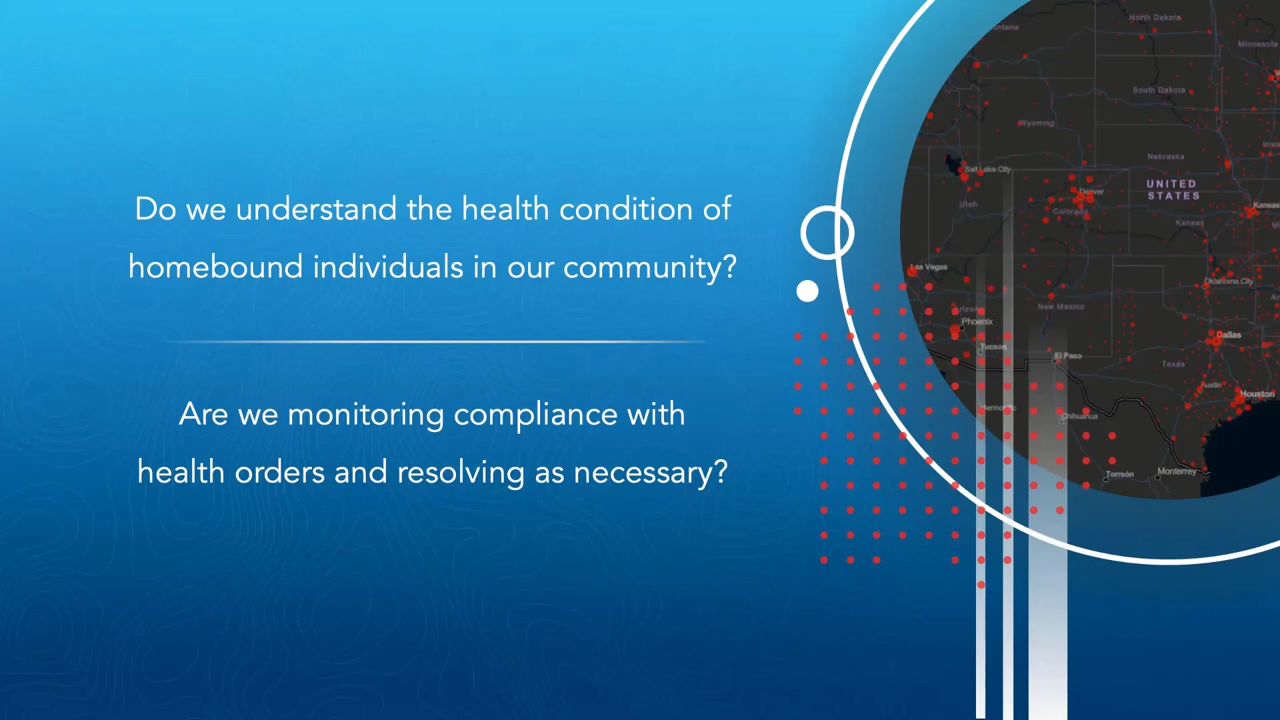 Do we understand the health condition of
homebound individuals in our community?
Are we monitoring compliance with
health orders and resolving as necessary?
North Dakota
Minnesota
South Dakota
Wyoming
Nebraska
Salt Lake City
UNITED
STATES
Denver
Utah
Colorado
Kansas
Kansas
Las Vegas
Oklahoma City
New Mexico
Phoenix
Dallas
Tucson
El Paso
Texas
Austin
Houston
Chihuahua
Monterrey
Torreón